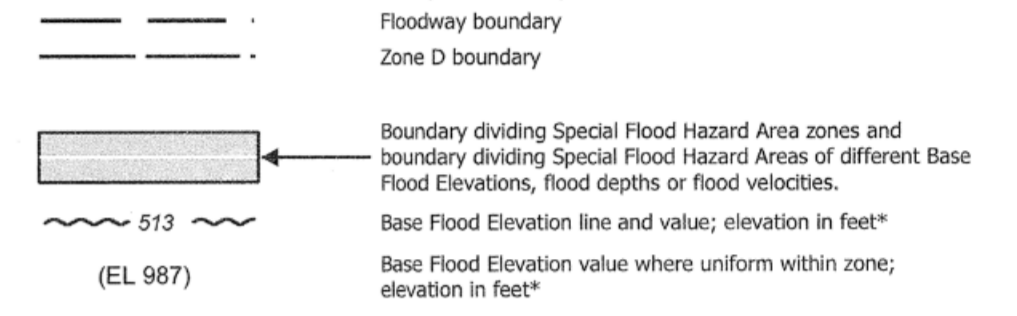 Floodway boundary
Zone D boundary
Boundary dividing Special Flood Hazard Area zones and
boundary dividing Special Flood Hazard Areas of different Base
Flood Elevations, flood depths or flood velocities.
513
Base Flood Elevation line and value; elevation in feet*
(EL 987)
Base Flood Elevation value where uniform within zone;
elevation in feet*